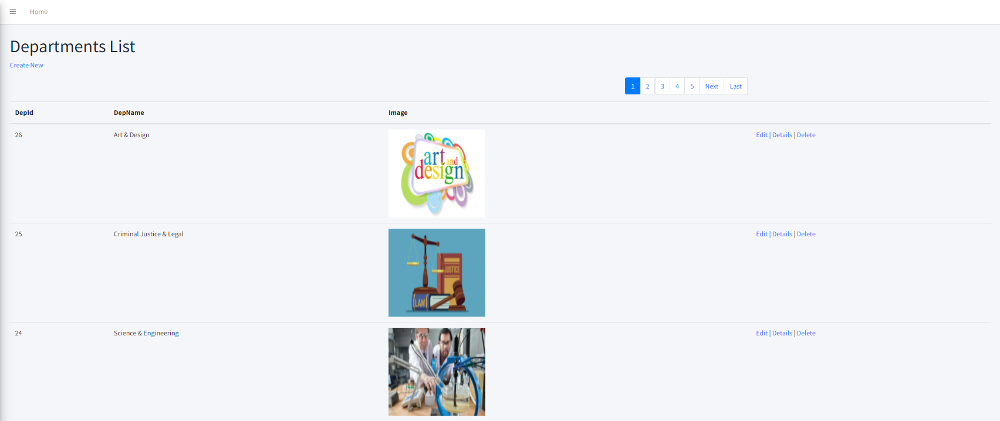 Home
Departments List
Create New
1 2 3 4 5 Next Last
DepId DepName Image
26 Art & Design Edit | Details | Delete
art and
design
25 Criminal Justice & Legal Edit | Details | Delete
JUSTICE
LAW
24 Science & Engineering Edit | Details | Delete